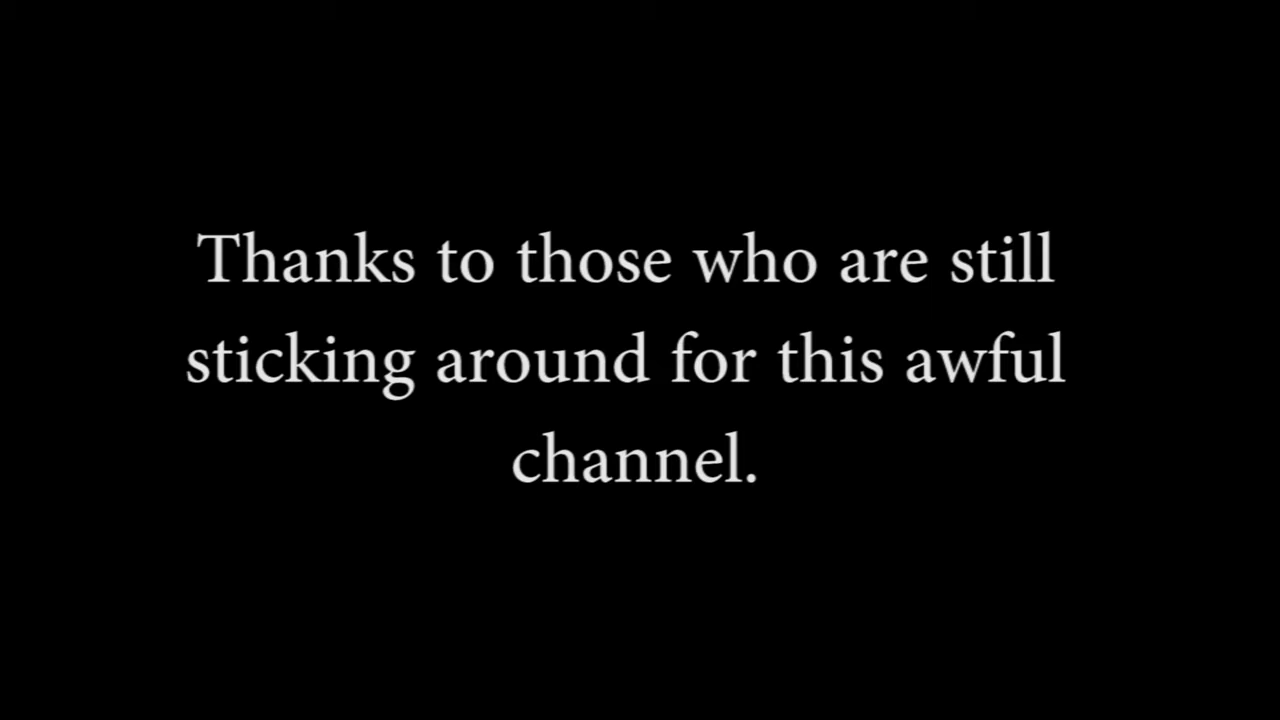 Thanks to those who are still
sticking around for this awful
channel.